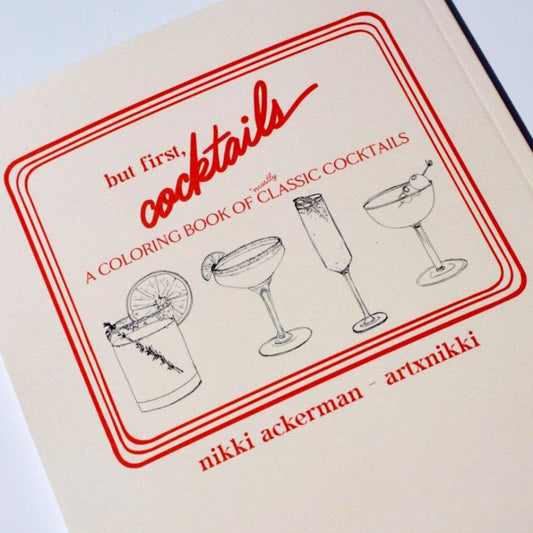 but first,
cocktails
A COLORING BOOK OF *mostly CLASSIC COCKTAILS
nikki ackerman - artxnikki